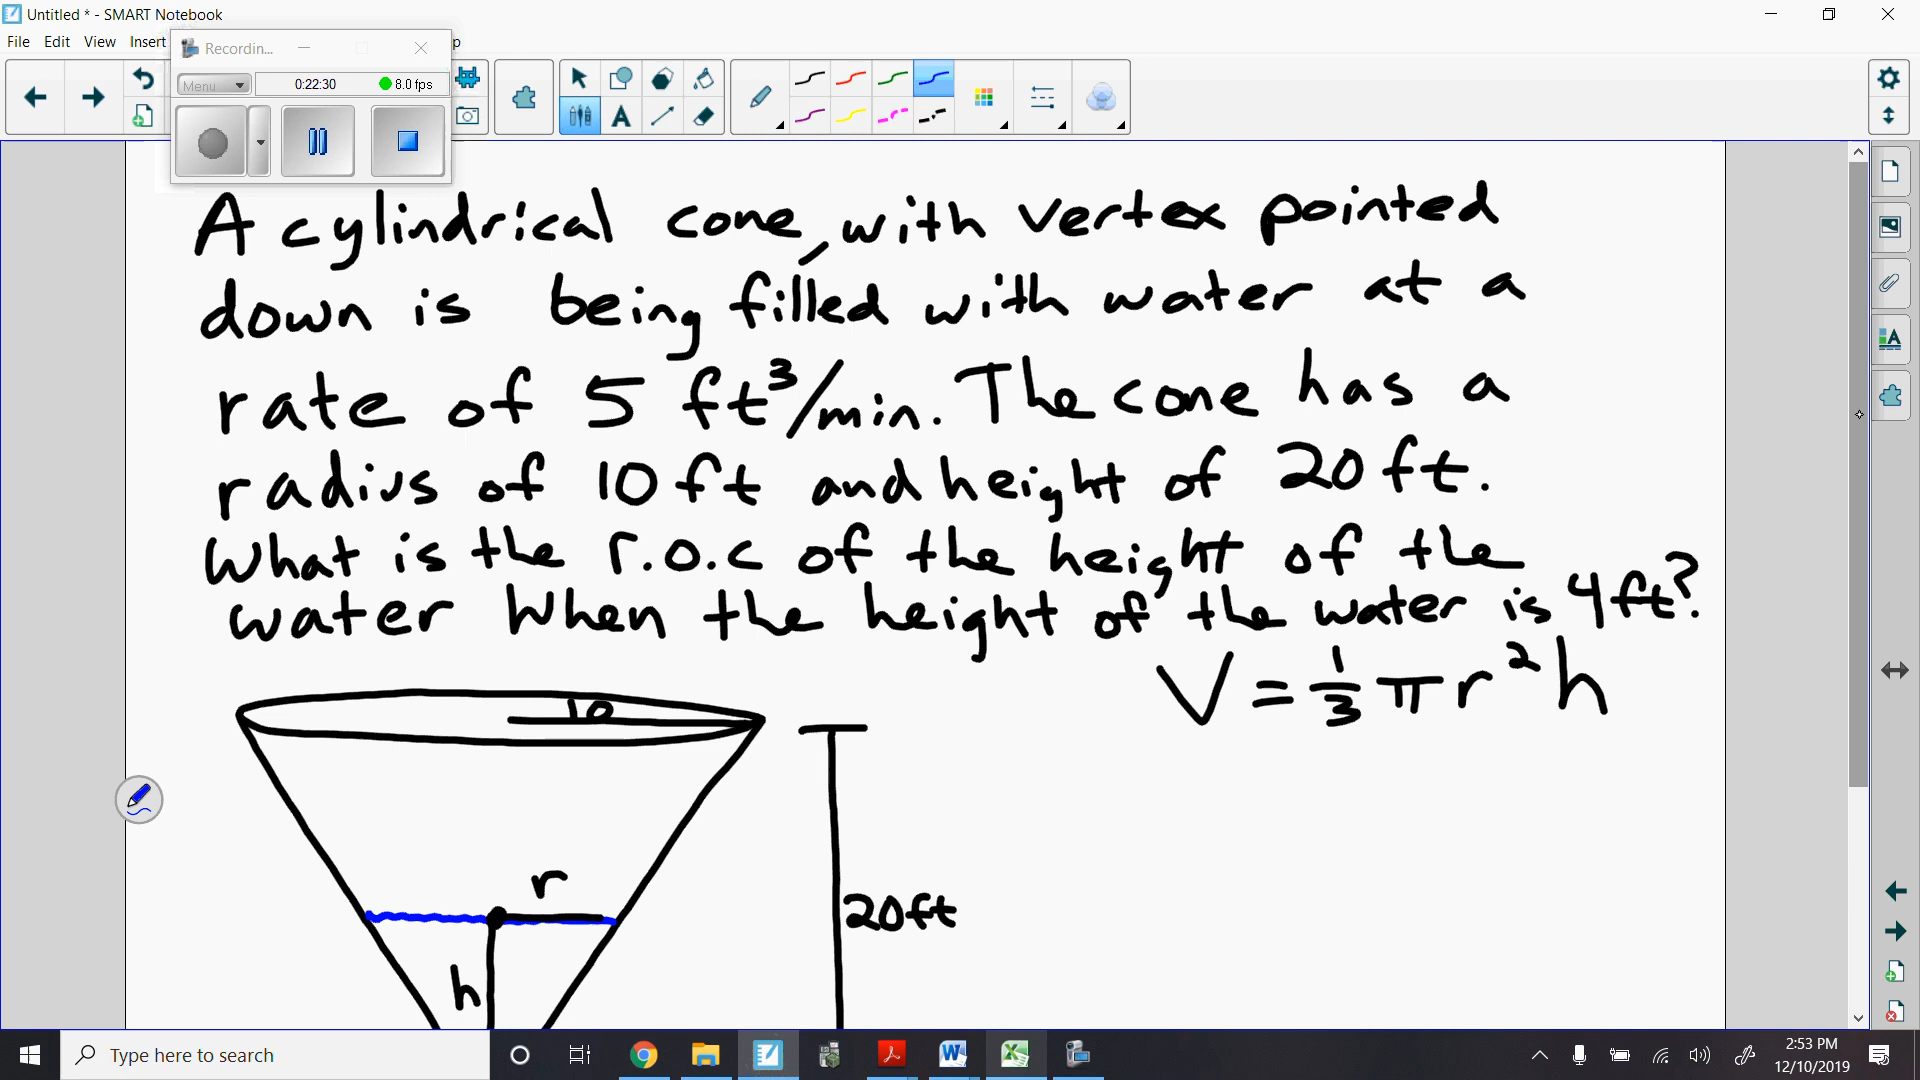 Untitled * - SMART Notebook
File Edit View Insert
Recordin...
Menu 0:22:30 8.0 fps
A cylindrical cone, with vertex pointed
down is being filled with water at a
rate of 5 ft³/min. The cone has a
radius of 10 ft and height of 20 ft.
What is the r.o.c of the height of the
water when the height of the water is 4ft?
V = 1/3 π r² h
10
r
20ft
h
Type here to search
2:53 PM
12/10/2019